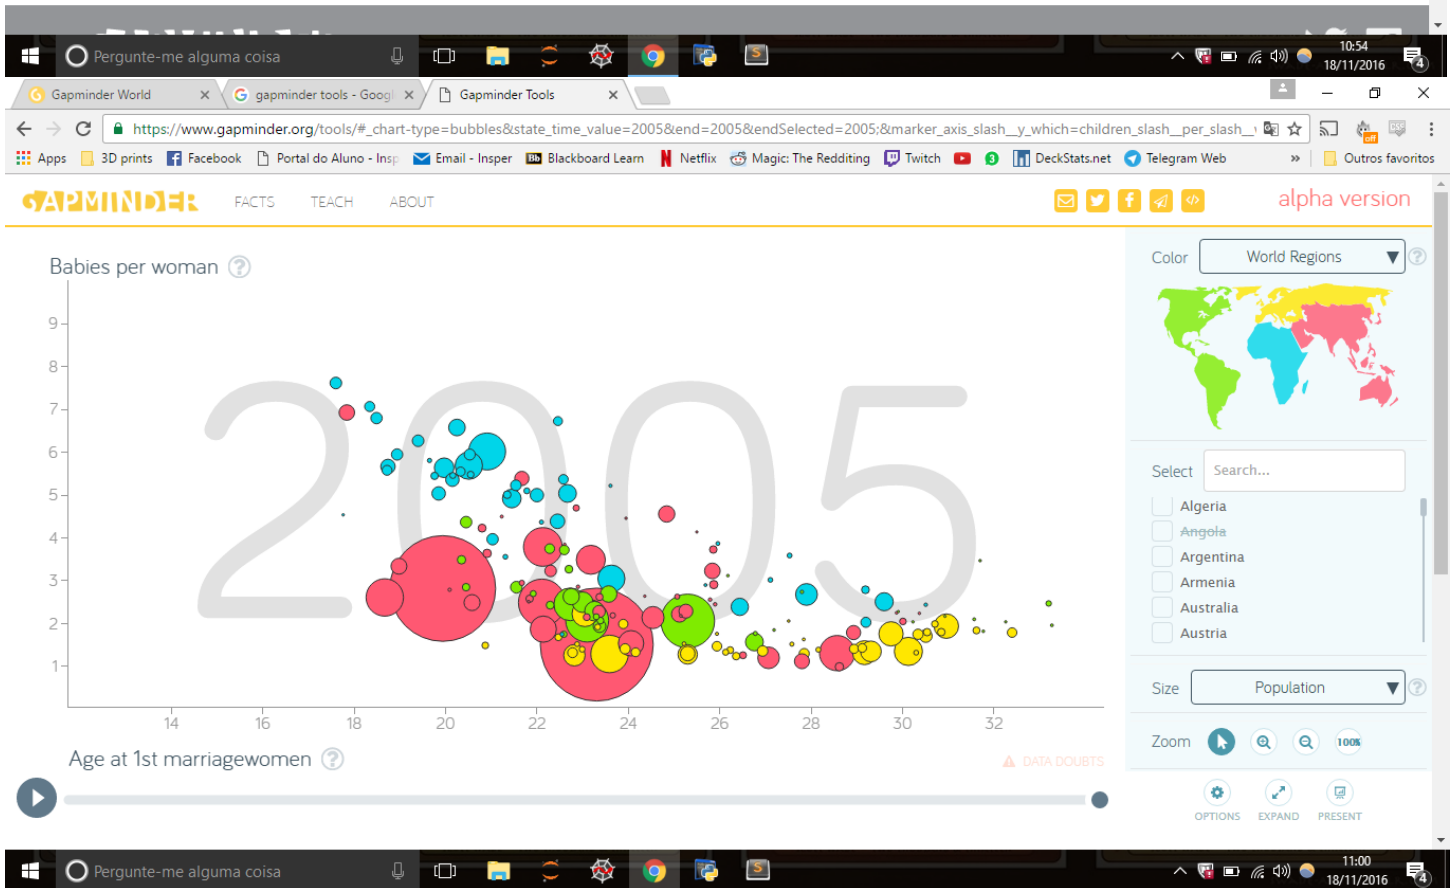 Pergunte-me alguma coisa
10:54
18/11/2016
4
Gapminder World
gapminder tools - Googl
Gapminder Tools
https://www.gapminder.org/tools/#_chart-type=bubbles&state_time_value=2005&end=2005&endSelected=2005;&marker_axis_slash__y_which=children_slash__per_slash__
off
Apps
3D prints
Facebook
Portal do Aluno - Insp
Email - Insper
Bb
Blackboard Learn
Netflix
Magic: The Redditing
Twitch
3
DeckStats.net
Telegram Web
»
Outros favoritos
GAPMINDER
FACTS
TEACH
ABOUT
alpha version
Babies per woman ?
2005
9
8
7
6
5
4
3
2
1
14 16 18 20 22 24 26 28 30 32
Age at 1st marriagewomen ?
DATA DOUBTS
Color
World Regions
?
Select
Search...
Algeria
Angola
Argentina
Armenia
Australia
Austria
Size
Population
?
Zoom
100%
OPTIONS
EXPAND
PRESENT
Pergunte-me alguma coisa
11:00
18/11/2016
4